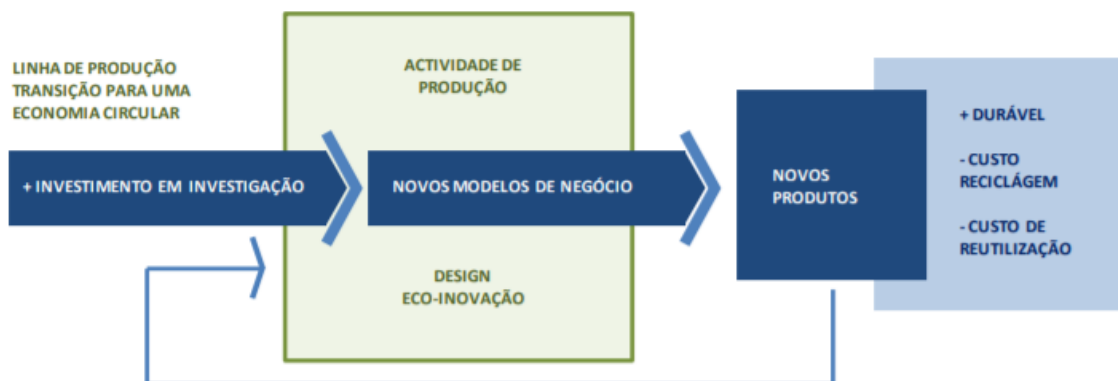 LINHA DE PRODUÇÃO
TRANSIÇÃO PARA UMA
ECONOMIA CIRCULAR
+ INVESTIMENTO EM INVESTIGAÇÃO
ACTIVIDADE DE
PRODUÇÃO
NOVOS MODELOS DE NEGÓCIO
DESIGN
ECO-INOVAÇÃO
NOVOS
PRODUTOS
+ DURÁVEL
- CUSTO
RECICLÁGEM
- CUSTO DE
REUTILIZAÇÃO